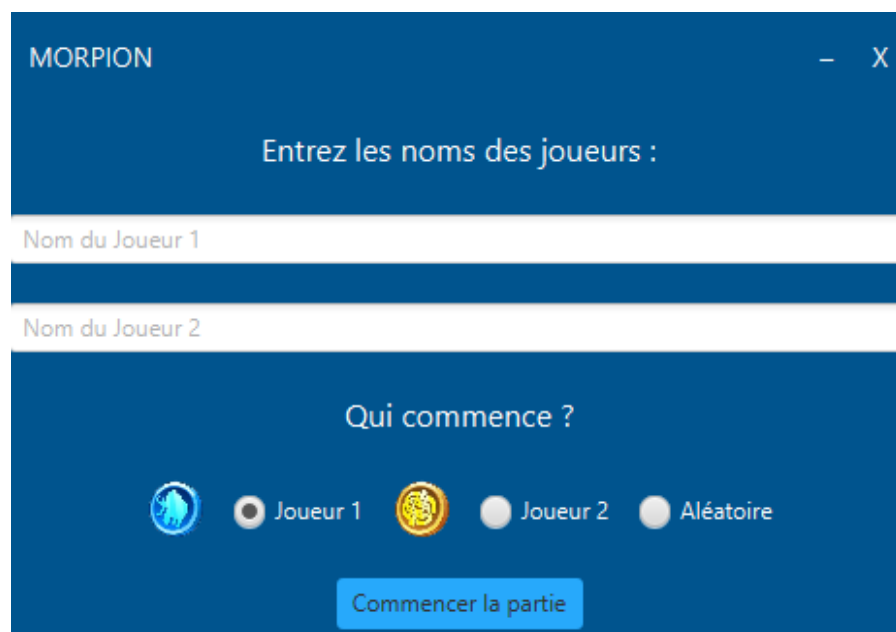 MORPION – X
Entrez les noms des joueurs :
Nom du Joueur 1
Nom du Joueur 2
Qui commence ?
Joueur 1 Joueur 2 Aléatoire
Commencer la partie